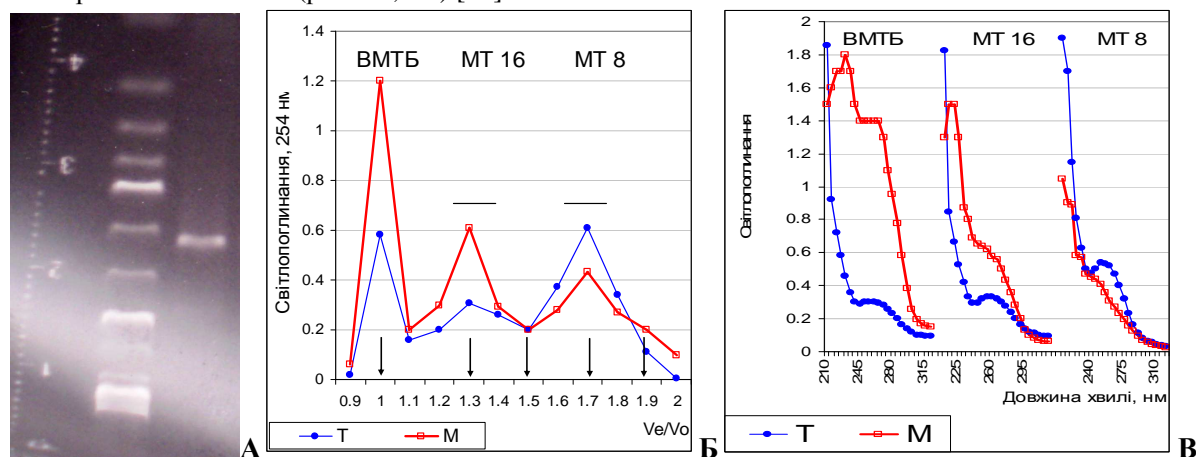 4
3
2
1
А
1.4
1.2
1
0.8
0.6
0.4
0.2
0
Світлопоглинання, 254 нм
ВМТБ МТ 16 МТ 8
0.9 1 1.1 1.2 1.3 1.4 1.5 1.6 1.7 1.8 1.9 2
Ve/Vo
Т М
Б
2
1.8
1.6
1.4
1.2
1
0.8
0.6
0.4
0.2
0
Світлопоглинання
ВМТБ МТ 16 МТ 8
210 245 280 315 225 260 295 240 275 310
Довжина хвилі, нм
Т М
В